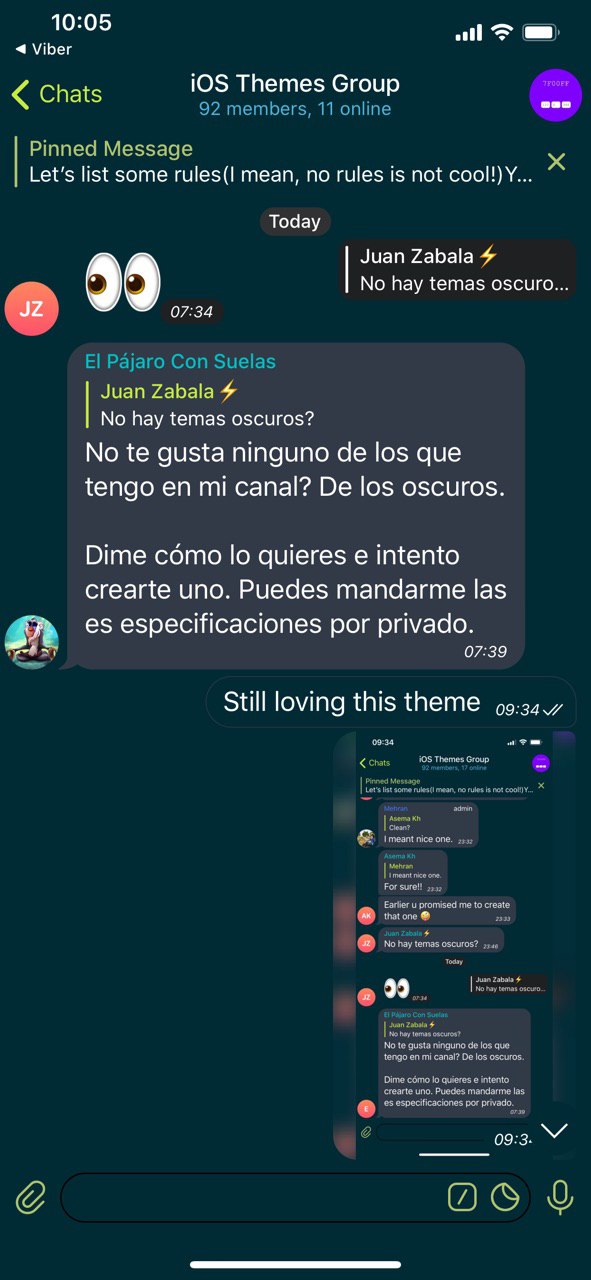 10:05
◀ Viber
Chats
iOS Themes Group
92 members, 11 online
7F00FF
Pinned Message
Let’s list some rules(I mean, no rules is not cool!)Y...
Today
Juan Zabala⚡
No hay temas oscuro...
JZ
👀
07:34
El Pájaro Con Suelas
Juan Zabala⚡
No hay temas oscuros?
No te gusta ninguno de los que
tengo en mi canal? De los oscuros.
Dime cómo lo quieres e intento
crearte uno. Puedes mandarme las
es especificaciones por privado.
07:39
Still loving this theme
09:34
09:34
Chats
iOS Themes Group
92 members, 17 online
Pinned Message
Let’s list some rules(I mean, no rules is not cool!)Y...
Mehran
admin
Asema Kh
Clean?
I meant nice one.
23:32
Asema Kh
Mehran
I meant nice one.
For sure!!
23:32
Earlier u promised me to create
that one 🤪
23:33
AK
Juan Zabala⚡
No hay temas oscuros?
23:46
JZ
Today
Juan Zabala⚡
No hay temas oscuro...
👀
07:34
JZ
El Pájaro Con Suelas
Juan Zabala⚡
No hay temas oscuros?
No te gusta ninguno de los que
tengo en mi canal? De los oscuros.
Dime cómo lo quieres e intento
crearte uno. Puedes mandarme las
es especificaciones por privado.
07:39
E